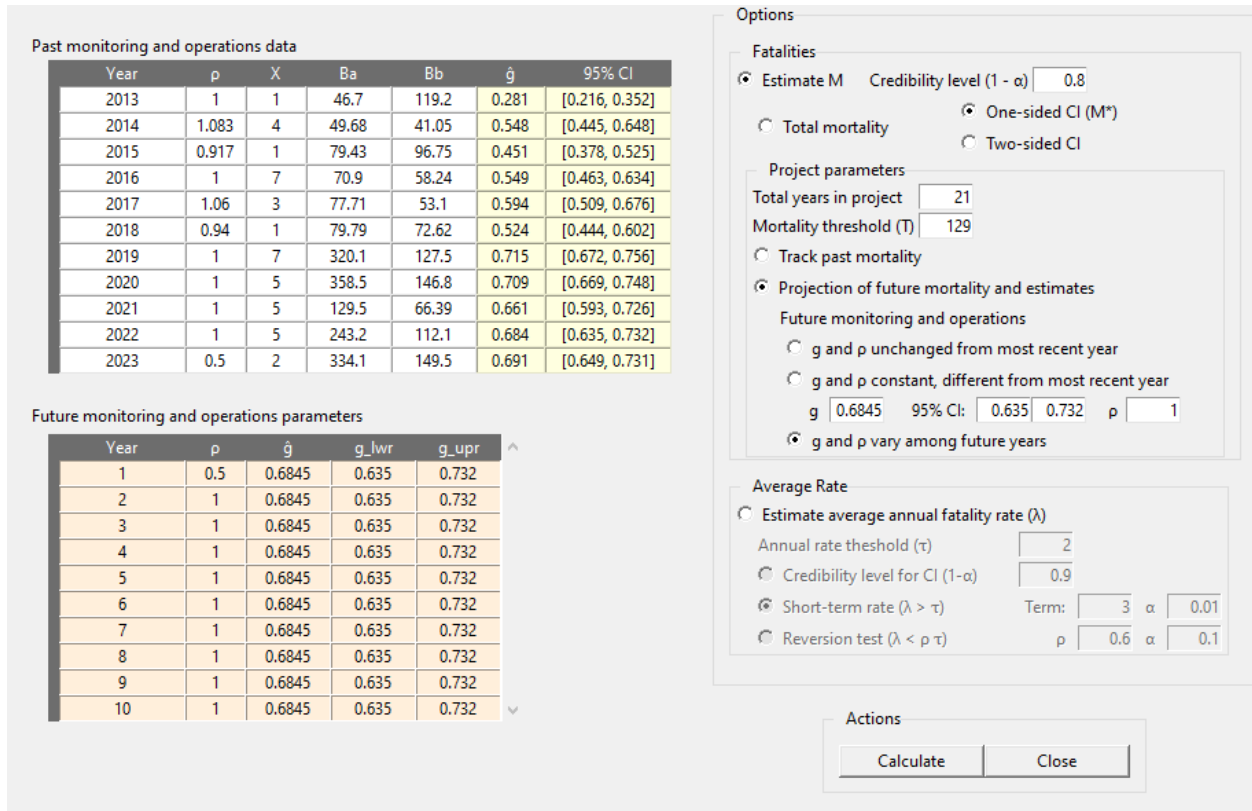 Past monitoring and operations data
Year ρ X Ba Bb ĝ 95% CI
2013 1 1 46.7 119.2 0.281 [0.216, 0.352]
2014 1.083 4 49.68 41.05 0.548 [0.445, 0.648]
2015 0.917 1 79.43 96.75 0.451 [0.378, 0.525]
2016 1 7 70.9 58.24 0.549 [0.463, 0.634]
2017 1.06 3 77.71 53.1 0.594 [0.509, 0.676]
2018 0.94 1 79.79 72.62 0.524 [0.444, 0.602]
2019 1 7 320.1 127.5 0.715 [0.672, 0.756]
2020 1 5 358.5 146.8 0.709 [0.669, 0.748]
2021 1 5 129.5 66.39 0.661 [0.593, 0.726]
2022 1 5 243.2 112.1 0.684 [0.635, 0.732]
2023 0.5 2 334.1 149.5 0.691 [0.649, 0.731]
Future monitoring and operations parameters
Year ρ ĝ g_lwr g_upr
1 0.5 0.6845 0.635 0.732
2 1 0.6845 0.635 0.732
3 1 0.6845 0.635 0.732
4 1 0.6845 0.635 0.732
5 1 0.6845 0.635 0.732
6 1 0.6845 0.635 0.732
7 1 0.6845 0.635 0.732
8 1 0.6845 0.635 0.732
9 1 0.6845 0.635 0.732
10 1 0.6845 0.635 0.732
Options
Fatalities
Estimate M Credibility level (1 - α) 0.8
One-sided CI (M*)
Total mortality
Two-sided CI
Project parameters
Total years in project 21
Mortality threshold (T) 129
Track past mortality
Projection of future mortality and estimates
Future monitoring and operations
g and ρ unchanged from most recent year
g and ρ constant, different from most recent year
g 0.6845 95% CI: 0.635 0.732 ρ 1
g and ρ vary among future years
Average Rate
Estimate average annual fatality rate (λ)
Annual rate theshold (τ) 2
Credibility level for CI (1-α) 0.9
Short-term rate (λ > τ) Term: 3 α 0.01
Reversion test (λ < ρ τ) ρ 0.6 α 0.1
Actions
Calculate Close